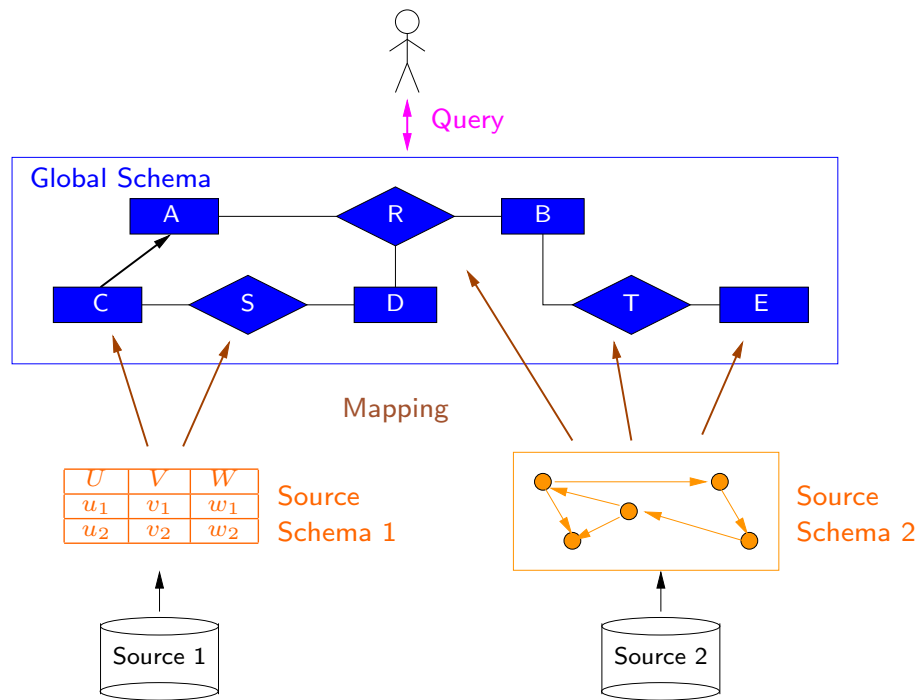 Query
Global Schema
A R B
C S D T E
Mapping
U V W
u₁ v₁ w₁
u₂ v₂ w₂
Source
Schema 1
Source
Schema 2
Source 1
Source 2